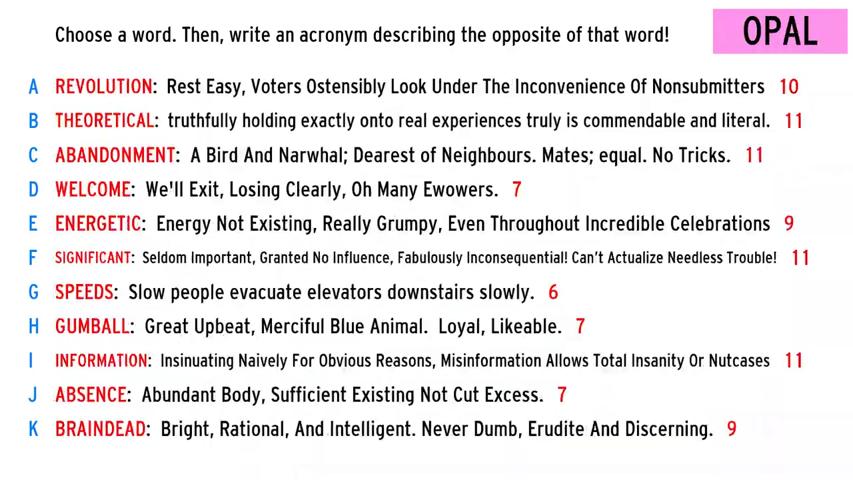 Choose a word. Then, write an acronym describing the opposite of that word!
OPAL
A REVOLUTION: Rest Easy, Voters Ostensibly Look Under The Inconvenience Of Nonsubmitters 10
B THEORETICAL: truthfully holding exactly onto real experiences truly is commendable and literal. 11
C ABANDONMENT: A Bird And Narwhal; Dearest of Neighbours. Mates; equal. No Tricks. 11
D WELCOME: We'll Exit, Losing Clearly, Oh Many Ewowers. 7
E ENERGETIC: Energy Not Existing, Really Grumpy, Even Throughout Incredible Celebrations 9
F SIGNIFICANT: Seldom Important, Granted No Influence, Fabulously Inconsequential! Can't Actualize Needless Trouble! 11
G SPEEDS: Slow people evacuate elevators downstairs slowly. 6
H GUMBALL: Great Upbeat, Merciful Blue Animal. Loyal, Likeable. 7
I INFORMATION: Insinuating Naively For Obvious Reasons, Misinformation Allows Total Insanity Or Nutcases 11
J ABSENCE: Abundant Body, Sufficient Existing Not Cut Excess. 7
K BRAINDEAD: Bright, Rational, And Intelligent. Never Dumb, Erudite And Discerning. 9